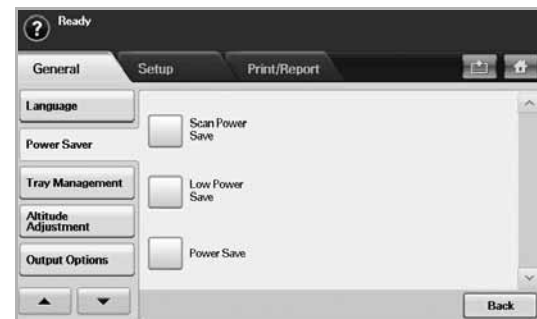 Ready
General
Setup
Print/Report
Language
Power Saver
Tray Management
Altitude
Adjustment
Output Options
Scan Power
Save
Low Power
Save
Power Save
Back